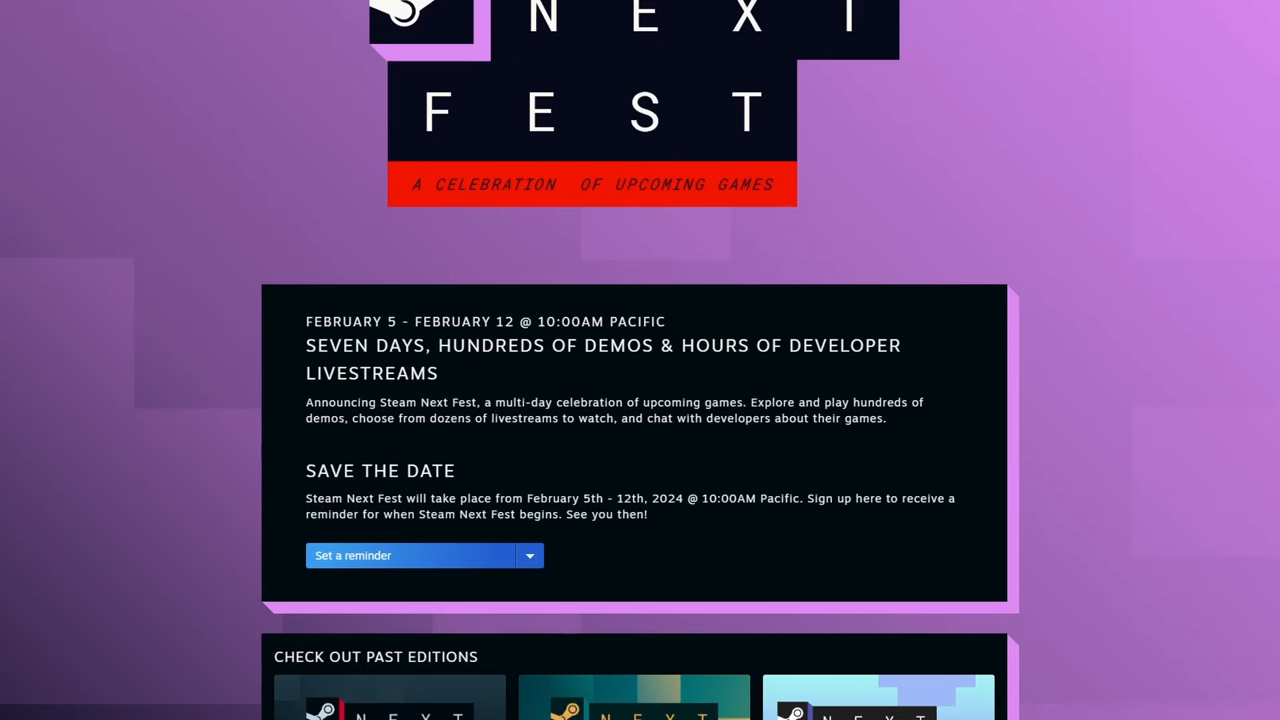 N E X T
F E S T
A CELEBRATION OF UPCOMING GAMES
FEBRUARY 5 - FEBRUARY 12 @ 10:00AM PACIFIC
SEVEN DAYS, HUNDREDS OF DEMOS & HOURS OF DEVELOPER
LIVESTREAMS
Announcing Steam Next Fest, a multi-day celebration of upcoming games. Explore and play hundreds of
demos, choose from dozens of livestreams to watch, and chat with developers about their games.
SAVE THE DATE
Steam Next Fest will take place from February 5th - 12th, 2024 @ 10:00AM Pacific. Sign up here to receive a
reminder for when Steam Next Fest begins. See you then!
Set a reminder
CHECK OUT PAST EDITIONS
N E X T
N E X T
N E X T